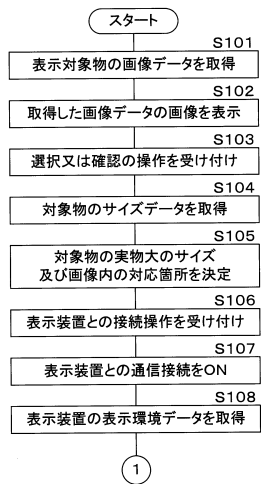 スタート
S101
表示対象物の画像データを取得
S102
取得した画像データの画像を表示
S103
選択又は確認の操作を受け付け
S104
対象物のサイズデータを取得
S105
対象物の実物大のサイズ
及び画像内の対応箇所を決定
S106
表示装置との接続操作を受け付け
S107
表示装置との通信接続をON
S108
表示装置の表示環境データを取得
1